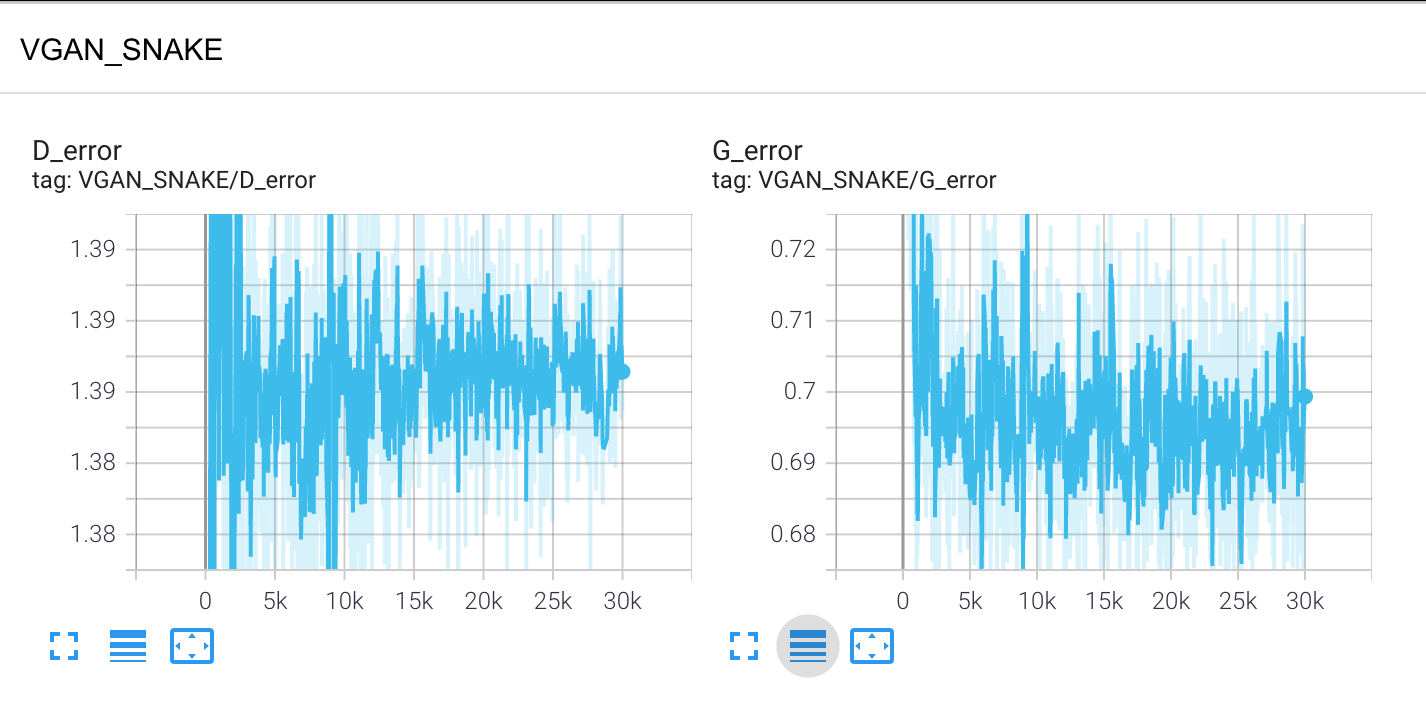 VGAN_SNAKE
D_error
tag: VGAN_SNAKE/D_error
1.39
1.39
1.39
1.38
1.38
0 5k 10k 15k 20k 25k 30k
G_error
tag: VGAN_SNAKE/G_error
0.72
0.71
0.7
0.69
0.68
0 5k 10k 15k 20k 25k 30k